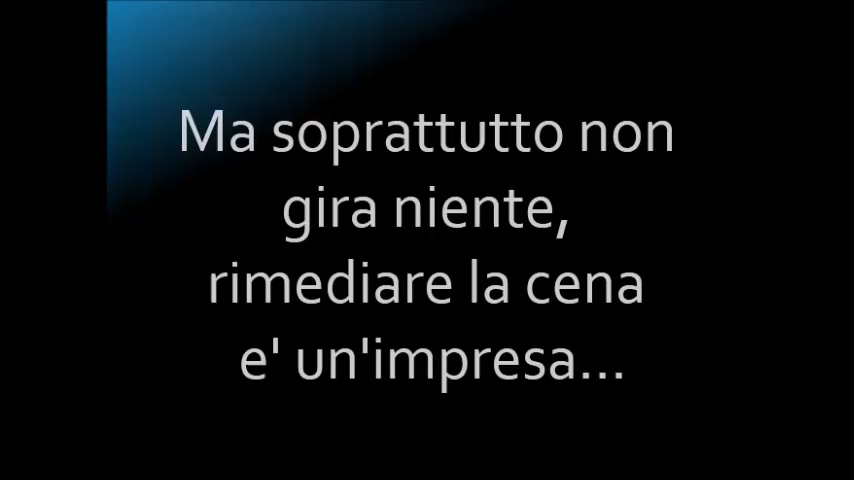 Ma soprattutto non
gira niente,
rimediare la cena
e' un'impresa...